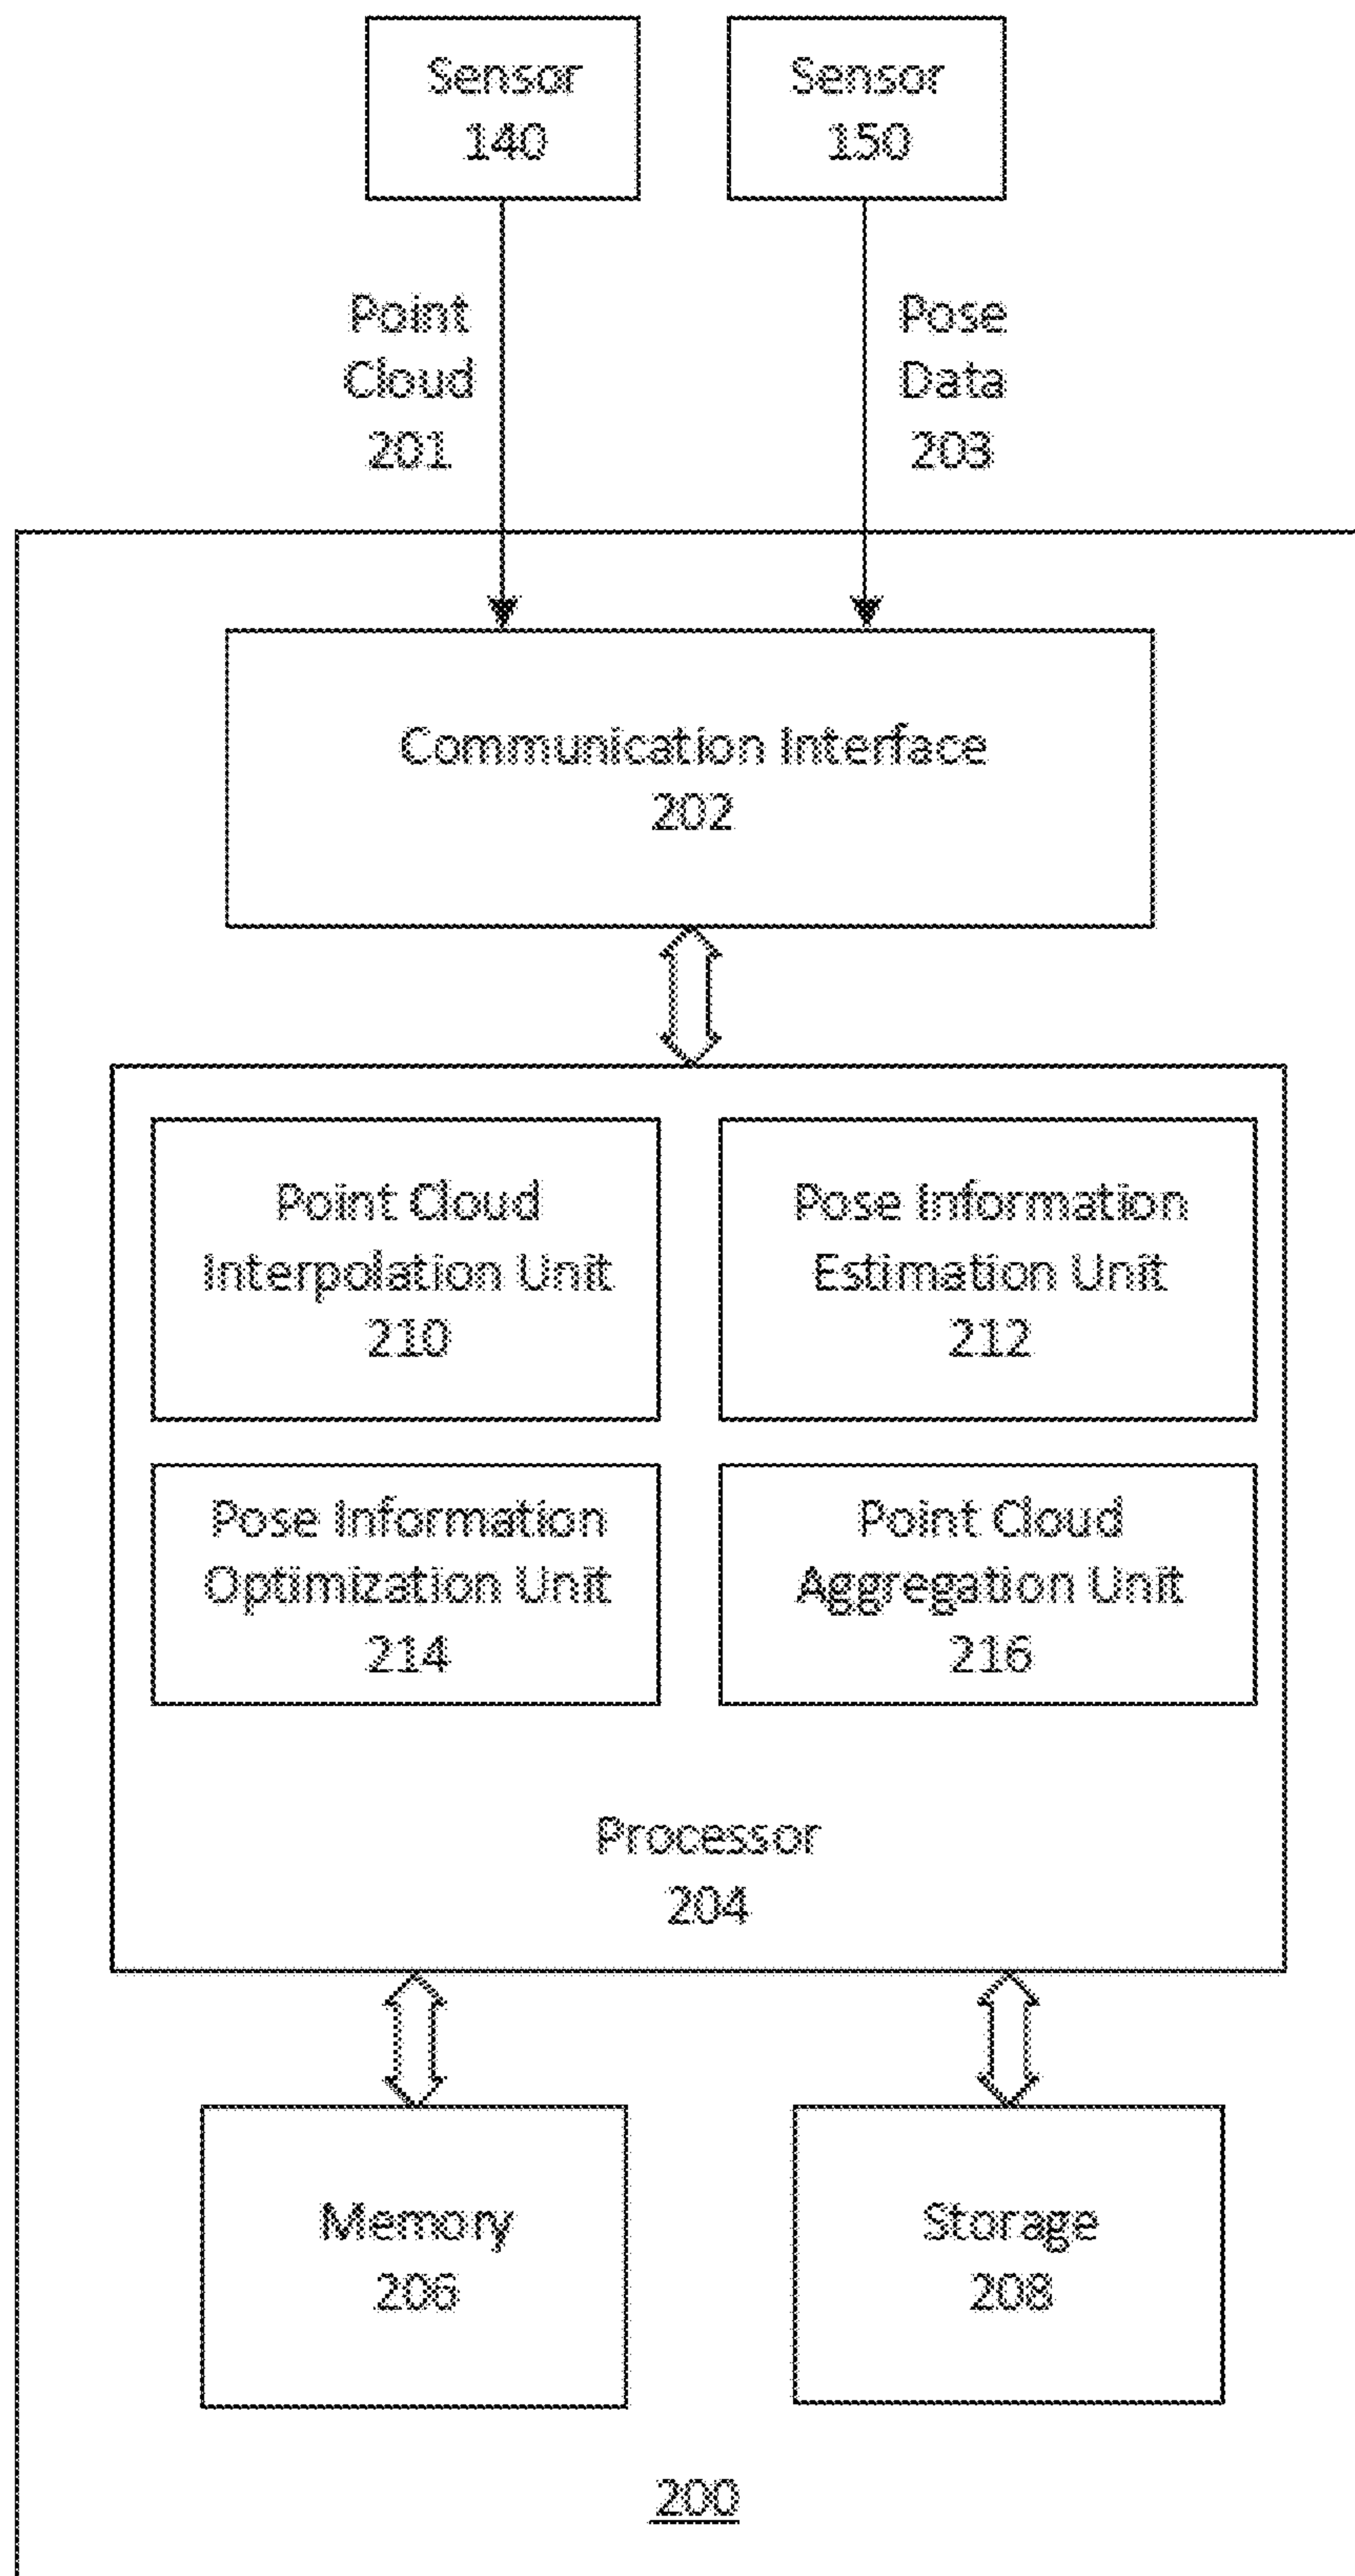 Sensor
140
Sensor
150
Point
Cloud
201
Pose
Data
203
Communication Interface
202
Point Cloud
Interpolation Unit
210
Pose Information
Estimation Unit
212
Pose Information
Optimization Unit
214
Point Cloud
Aggregation Unit
216
Processor
204
Memory
206
Storage
208
200